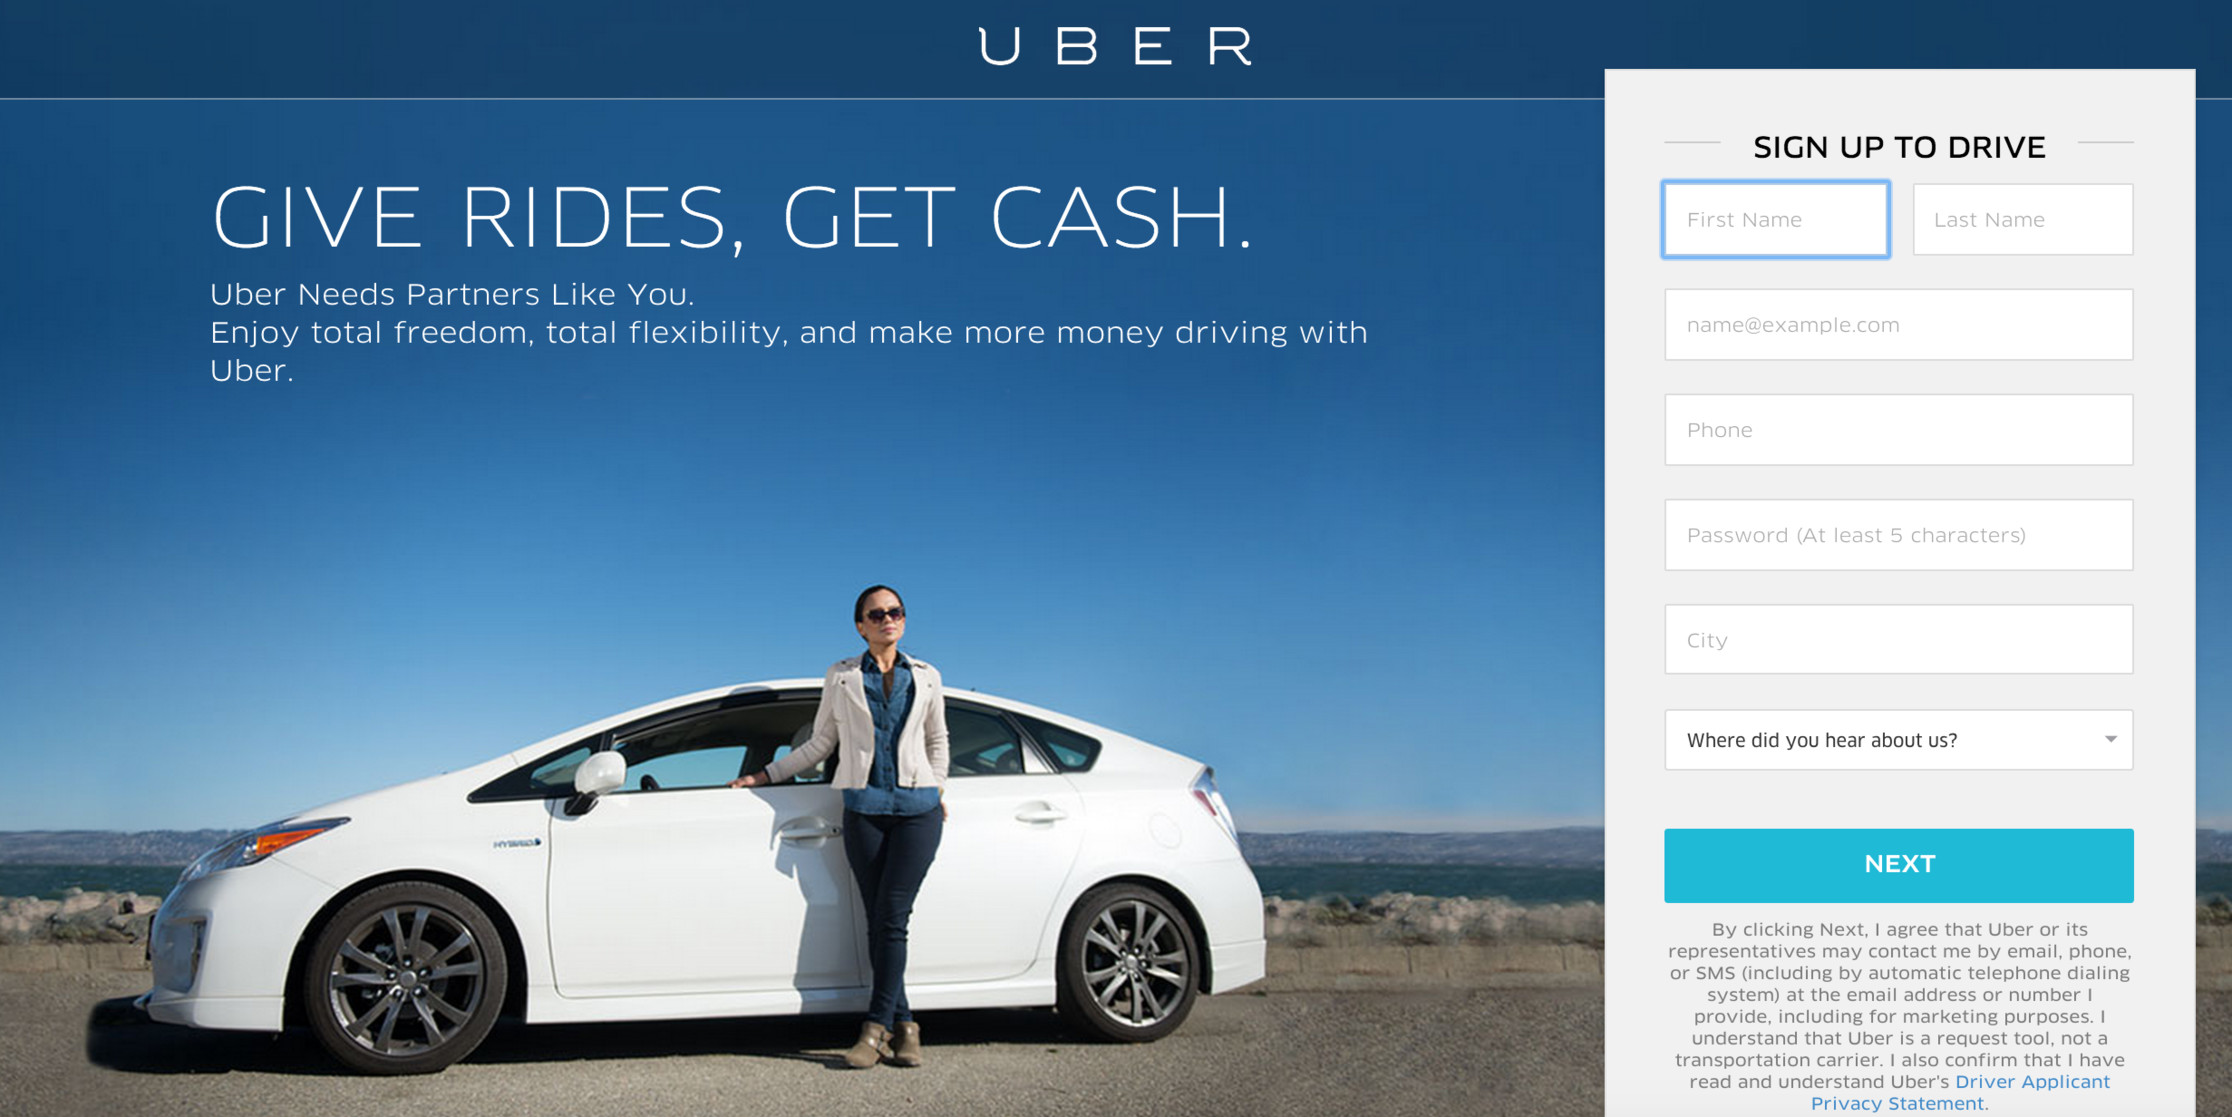 UBER
GIVE RIDES, GET CASH.
Uber Needs Partners Like You.
Enjoy total freedom, total flexibility, and make more money driving with
Uber.
HYBRID
SIGN UP TO DRIVE
First Name
Last Name
name@example.com
Phone
Password (At least 5 characters)
City
Where did you hear about us?
NEXT
By clicking Next, I agree that Uber or its
representatives may contact me by email, phone,
or SMS (including by automatic telephone dialing
system) at the email address or number I
provide, including for marketing purposes. I
understand that Uber is a request tool, not a
transportation carrier. I also confirm that I have
read and understand Uber's Driver Applicant
Privacy Statement.